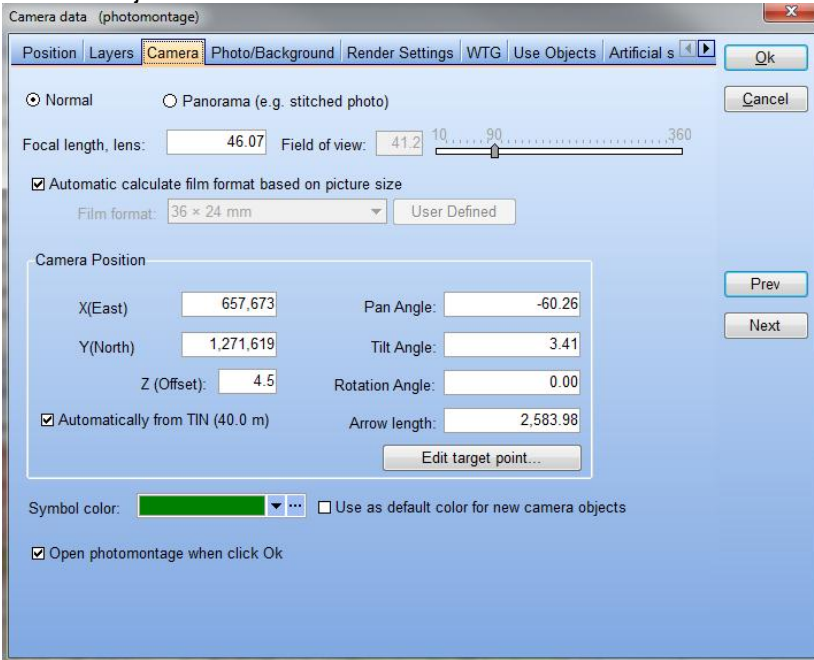 Camera data (photomontage)
Position Layers Camera Photo/Background Render Settings WTG Use Objects Artificial s
Ok
Normal Panorama (e.g. stitched photo)
Cancel
Focal length, lens: 46.07 Field of view: 41.2 10 90 360
Automatic calculate film format based on picture size
Film format: 36 × 24 mm User Defined
Camera Position
Prev
X(East) 657,673 Pan Angle: -60.26
Next
Y(North) 1,271,619 Tilt Angle: 3.41
Z (Offset): 4.5 Rotation Angle: 0.00
Automatically from TIN (40.0 m) Arrow length: 2,583.98
Edit target point...
Symbol color: ... Use as default color for new camera objects
Open photomontage when click Ok